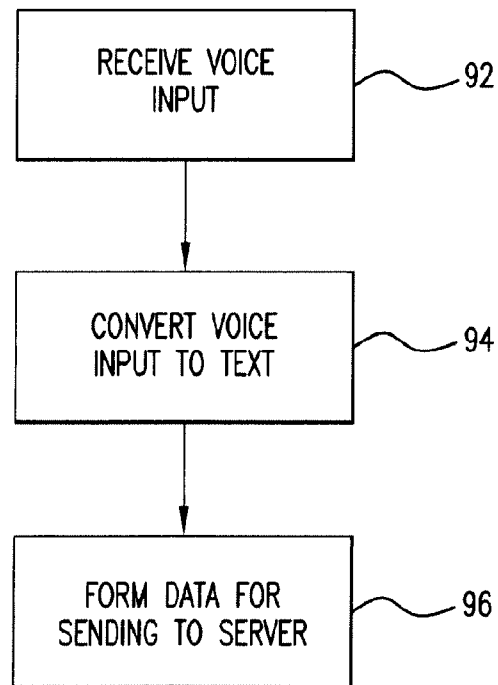 RECEIVE VOICE
INPUT
92
CONVERT VOICE
INPUT TO TEXT
94
FORM DATA FOR
SENDING TO SERVER
96